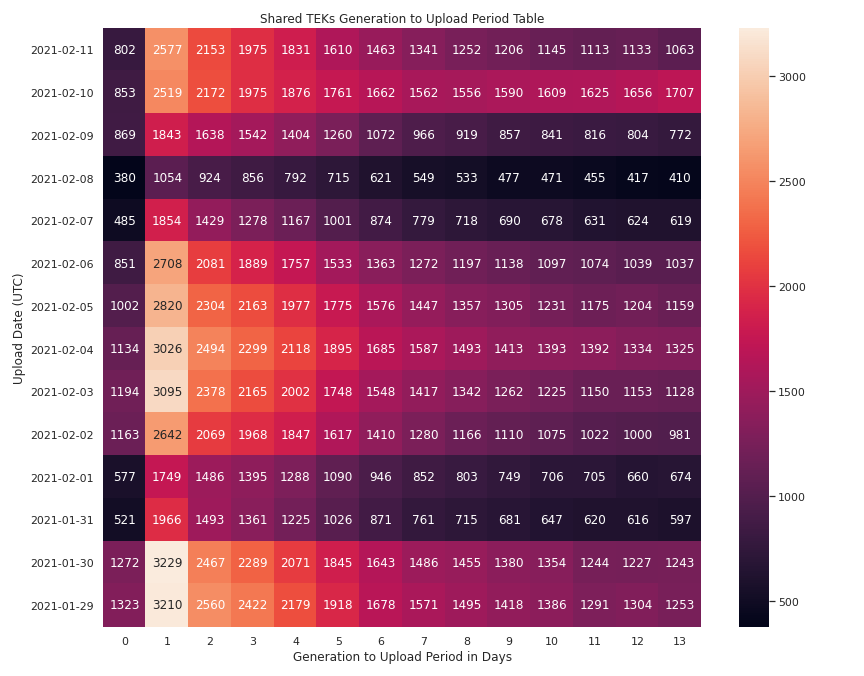 Shared TEKs Generation to Upload Period Table
Upload Date (UTC)
2021-02-11 802 2577 2153 1975 1831 1610 1463 1341 1252 1206 1145 1113 1133 1063
2021-02-10 853 2519 2172 1975 1876 1761 1662 1562 1556 1590 1609 1625 1656 1707
2021-02-09 869 1843 1638 1542 1404 1260 1072 966 919 857 841 816 804 772
2021-02-08 380 1054 924 856 792 715 621 549 533 477 471 455 417 410
2021-02-07 485 1854 1429 1278 1167 1001 874 779 718 690 678 631 624 619
2021-02-06 851 2708 2081 1889 1757 1533 1363 1272 1197 1138 1097 1074 1039 1037
2021-02-05 1002 2820 2304 2163 1977 1775 1576 1447 1357 1305 1231 1175 1204 1159
2021-02-04 1134 3026 2494 2299 2118 1895 1685 1587 1493 1413 1393 1392 1334 1325
2021-02-03 1194 3095 2378 2165 2002 1748 1548 1417 1342 1262 1225 1150 1153 1128
2021-02-02 1163 2642 2069 1968 1847 1617 1410 1280 1166 1110 1075 1022 1000 981
2021-02-01 577 1749 1486 1395 1288 1090 946 852 803 749 706 705 660 674
2021-01-31 521 1966 1493 1361 1225 1026 871 761 715 681 647 620 616 597
2021-01-30 1272 3229 2467 2289 2071 1845 1643 1486 1455 1380 1354 1244 1227 1243
2021-01-29 1323 3210 2560 2422 2179 1918 1678 1571 1495 1418 1386 1291 1304 1253
0 1 2 3 4 5 6 7 8 9 10 11 12 13
Generation to Upload Period in Days
3000
2500
2000
1500
1000
500